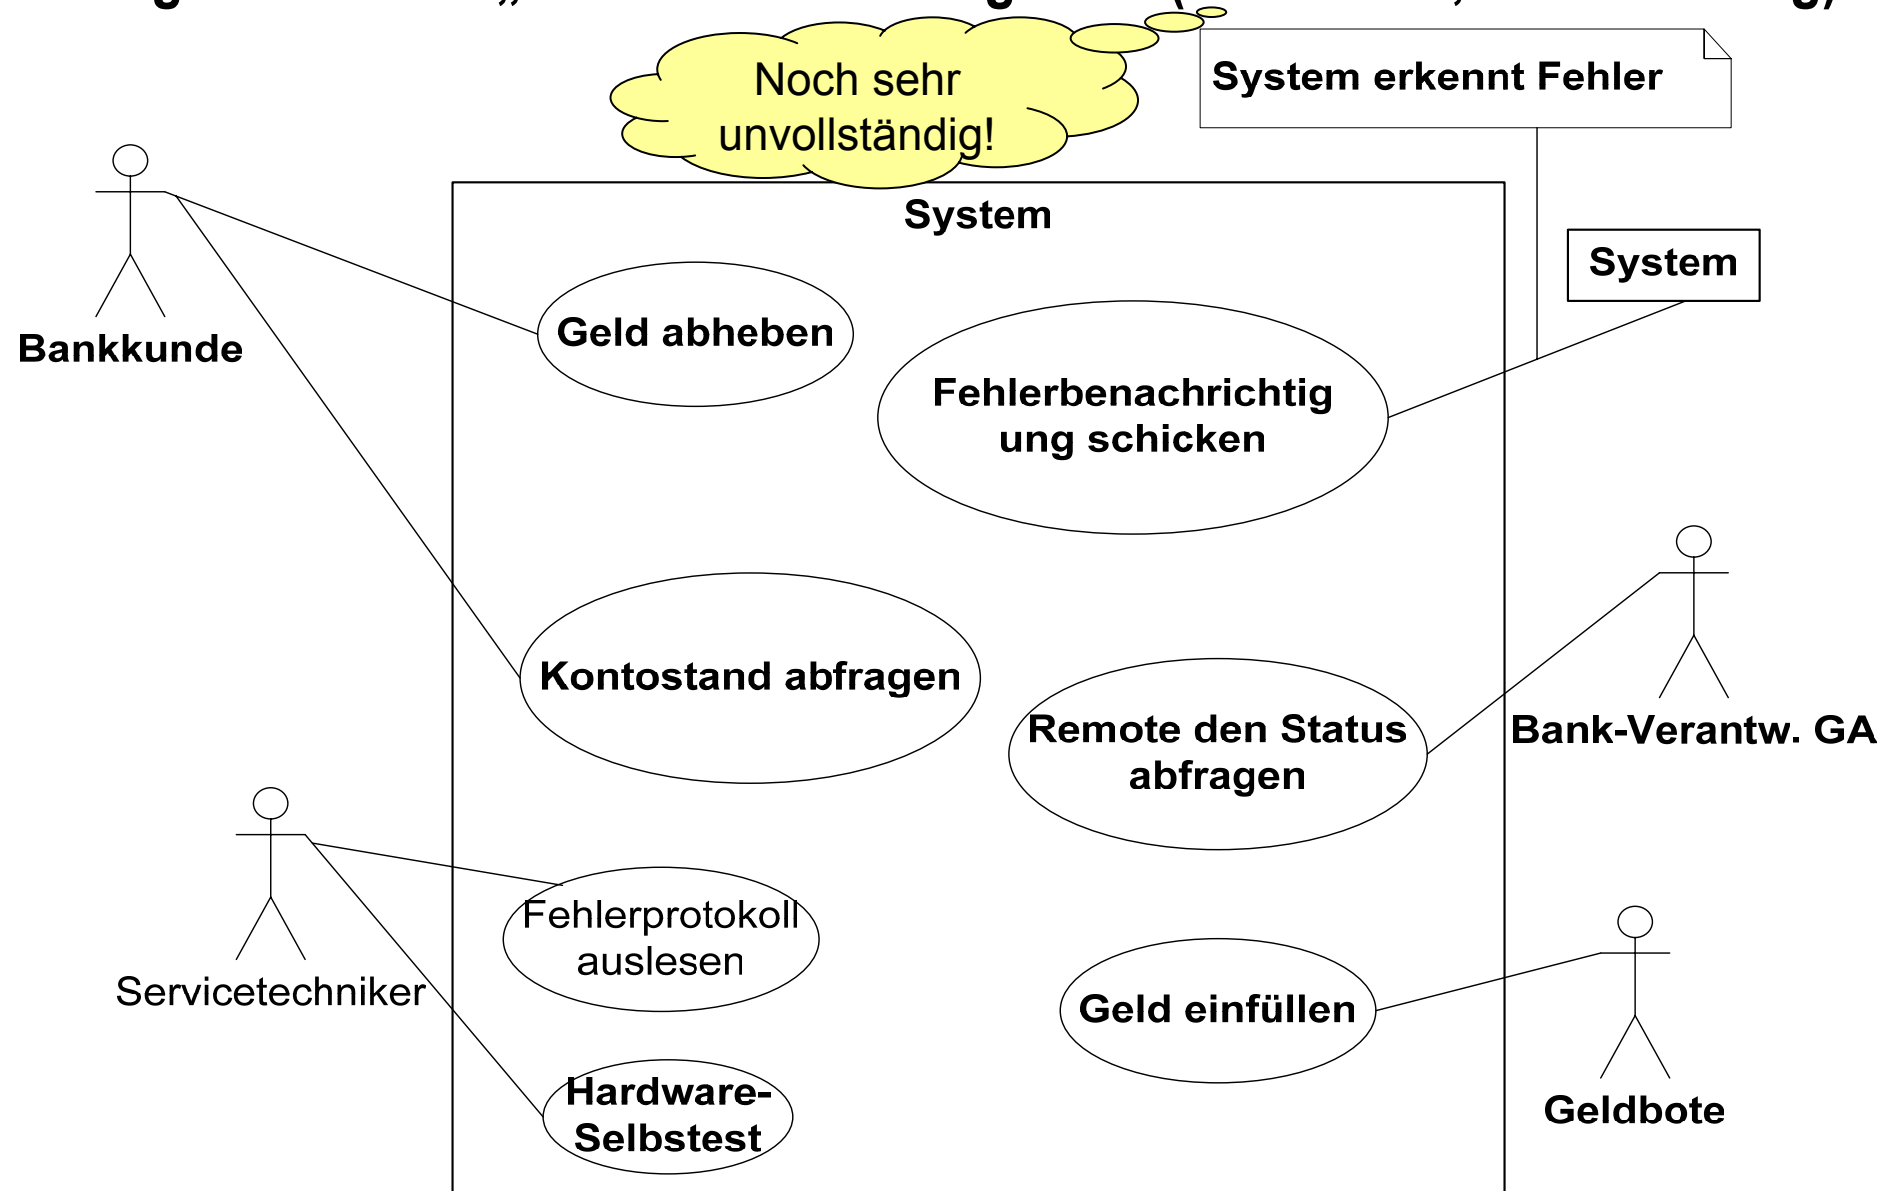 Noch sehr
unvollständig!
System erkennt Fehler
System
System
Bankkunde
Geld abheben
Fehlerbenachrichtig
ung schicken
Kontostand abfragen
Remote den Status
abfragen
Bank-Verantw. GA
Servicetechniker
Fehlerprotokoll
auslesen
Geld einfüllen
Hardware-
Selbstest
Geldbote